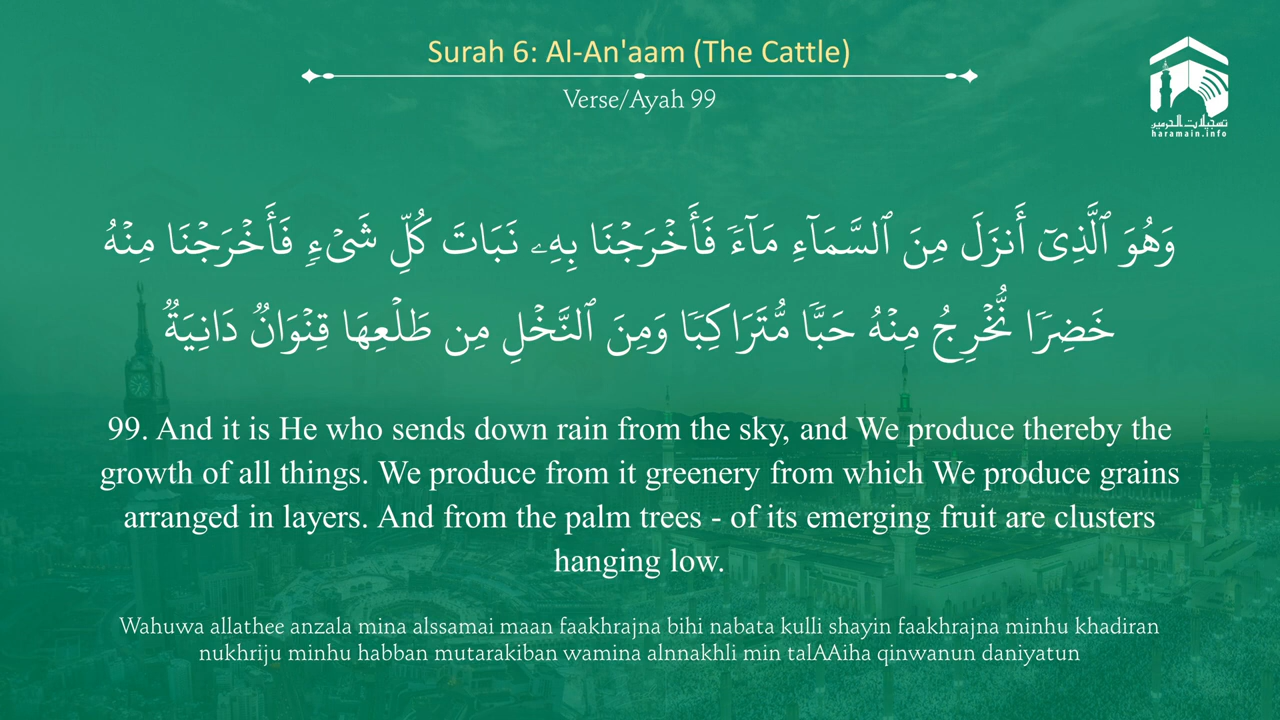 Surah 6: Al-An'aam (The Cattle)
Verse/Ayah 99
تسجيلات الحرمين
haramain.info
وَهُوَ ٱلَّذِىٓ أَنزَلَ مِنَ ٱلسَّمَآءِ مَآءً فَأَخْرَجْنَا بِهِۦ نَبَاتَ كُلِّ شَىْءٍ فَأَخْرَجْنَا مِنْهُ
خَضِرًا نُّخْرِجُ مِنْهُ حَبًّا مُّتَرَاكِبًا وَمِنَ ٱلنَّخْلِ مِن طَلْعِهَا قِنْوَانٌ دَانِيَةٌ
99. And it is He who sends down rain from the sky, and We produce thereby the
growth of all things. We produce from it greenery from which We produce grains
arranged in layers. And from the palm trees - of its emerging fruit are clusters
hanging low.
Wahuwa allathee anzala mina alssamai maan faakhrajna bihi nabata kulli shayin faakhrajna minhu khadiran
nukhriju minhu habban mutarakiban wamina alnnakhli min talAAiha qinwanun daniyatun